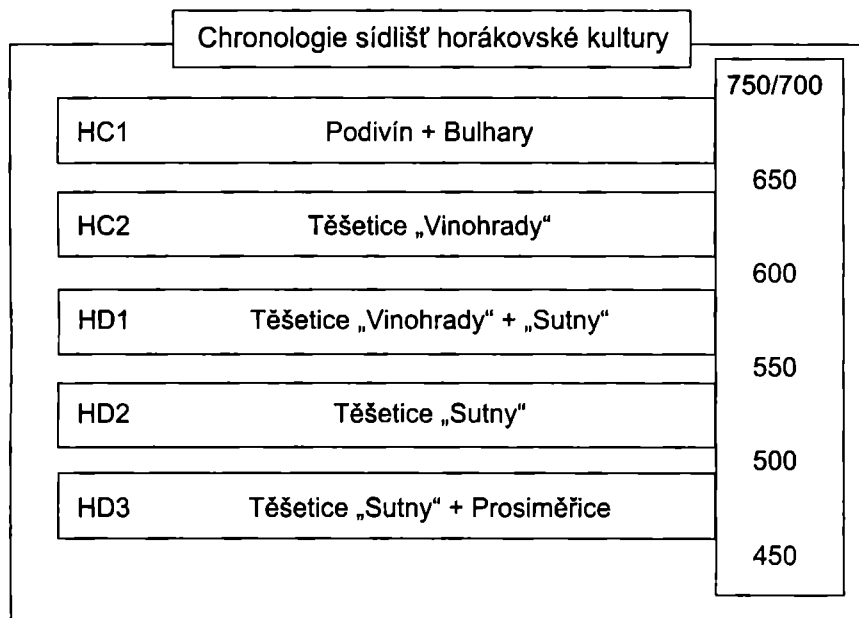 Chronologie sídlišť horákovské kultury
750/700
HC1 Podivín + Bulhary
650
HC2 Těšetice „Vinohrady“
600
HD1 Těšetice „Vinohrady“ + „Sutny“
550
HD2 Těšetice „Sutny“
500
HD3 Těšetice „Sutny“ + Prosiměřice
450